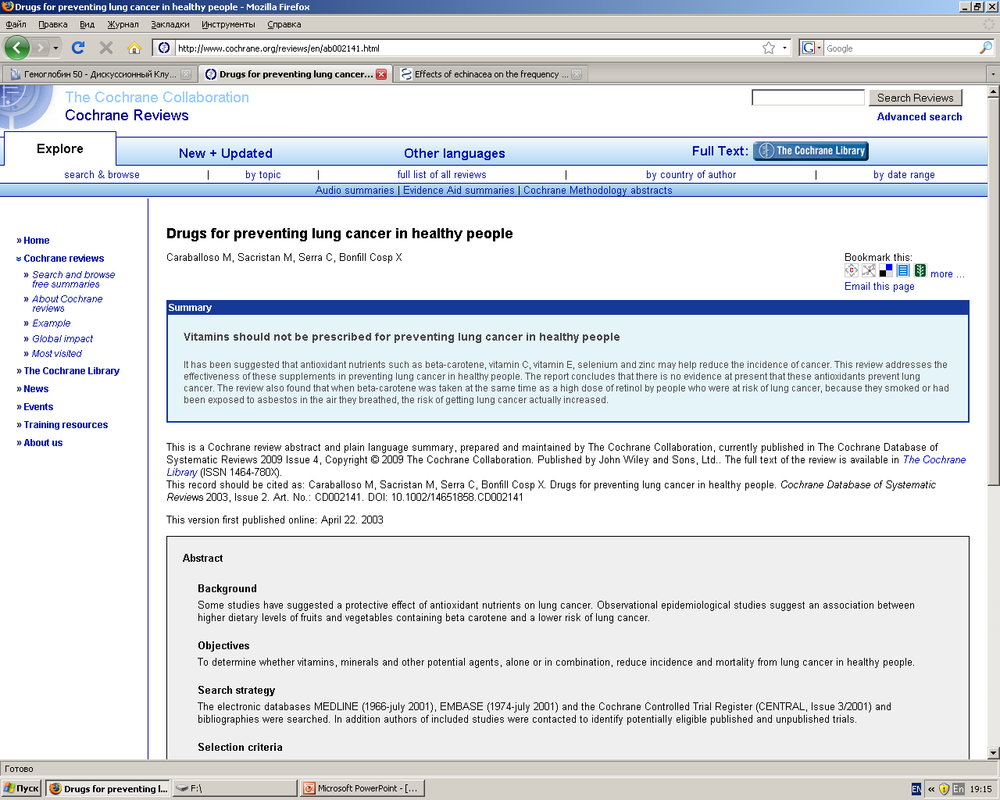 Drugs for preventing lung cancer in healthy people - Mozilla Firefox
Файл Правка Вид Журнал Закладки Инструменты Справка
http://www.cochrane.org/reviews/en/ab002141.html
G Google
Гемоглобин 50 - Дискуссионный Клу...
Drugs for preventing lung cancer...
Effects of echinacea on the frequency ...
The Cochrane Collaboration
Cochrane Reviews
Search Reviews
Advanced search
Explore
New + Updated
Other languages
Full Text: The Cochrane Library
search & browse | by topic | full list of all reviews | by country of author | by date range
Audio summaries | Evidence Aid summaries | Cochrane Methodology abstracts
» Home
» Cochrane reviews
» Search and browse
free summaries
» About Cochrane
reviews
» Example
» Global impact
» Most visited
» The Cochrane Library
» News
» Events
» Training resources
» About us
Drugs for preventing lung cancer in healthy people
Caraballoso M, Sacristan M, Serra C, Bonfill Cosp X
Bookmark this:
more ...
Email this page
Summary
Vitamins should not be prescribed for preventing lung cancer in healthy people
It has been suggested that antioxidant nutrients such as beta-carotene, vitamin C, vitamin E, selenium and zinc may help reduce the incidence of cancer. This review addresses the
effectiveness of these supplements in preventing lung cancer in healthy people. The report concludes that there is no evidence at present that these antioxidants prevent lung
cancer. The review also found that when beta-carotene was taken at the same time as a high dose of retinol by people who were at risk of lung cancer, because they smoked or had
been exposed to asbestos in the air they breathed, the risk of getting lung cancer actually increased.
This is a Cochrane review abstract and plain language summary, prepared and maintained by The Cochrane Collaboration, currently published in The Cochrane Database of
Systematic Reviews 2009 Issue 4, Copyright © 2009 The Cochrane Collaboration. Published by John Wiley and Sons, Ltd.. The full text of the review is available in The Cochrane
Library (ISSN 1464-780X).
This record should be cited as: Caraballoso M, Sacristan M, Serra C, Bonfill Cosp X. Drugs for preventing lung cancer in healthy people. Cochrane Database of Systematic
Reviews 2003, Issue 2. Art. No.: CD002141. DOI: 10.1002/14651858.CD002141
This version first published online: April 22. 2003
Abstract
Background
Some studies have suggested a protective effect of antioxidant nutrients on lung cancer. Observational epidemiological studies suggest an association between
higher dietary levels of fruits and vegetables containing beta carotene and a lower risk of lung cancer.
Objectives
To determine whether vitamins, minerals and other potential agents, alone or in combination, reduce incidence and mortality from lung cancer in healthy people.
Search strategy
The electronic databases MEDLINE (1966-july 2001), EMBASE (1974-july 2001) and the Cochrane Controlled Trial Register (CENTRAL, Issue 3/2001) and
bibliographies were searched. In addition authors of included studies were contacted to identify potentially eligible published and unpublished trials.
Selection criteria
Готово
Пуск
Drugs for preventing l...
F:\
Microsoft PowerPoint - [...
EN
«
En
19:15